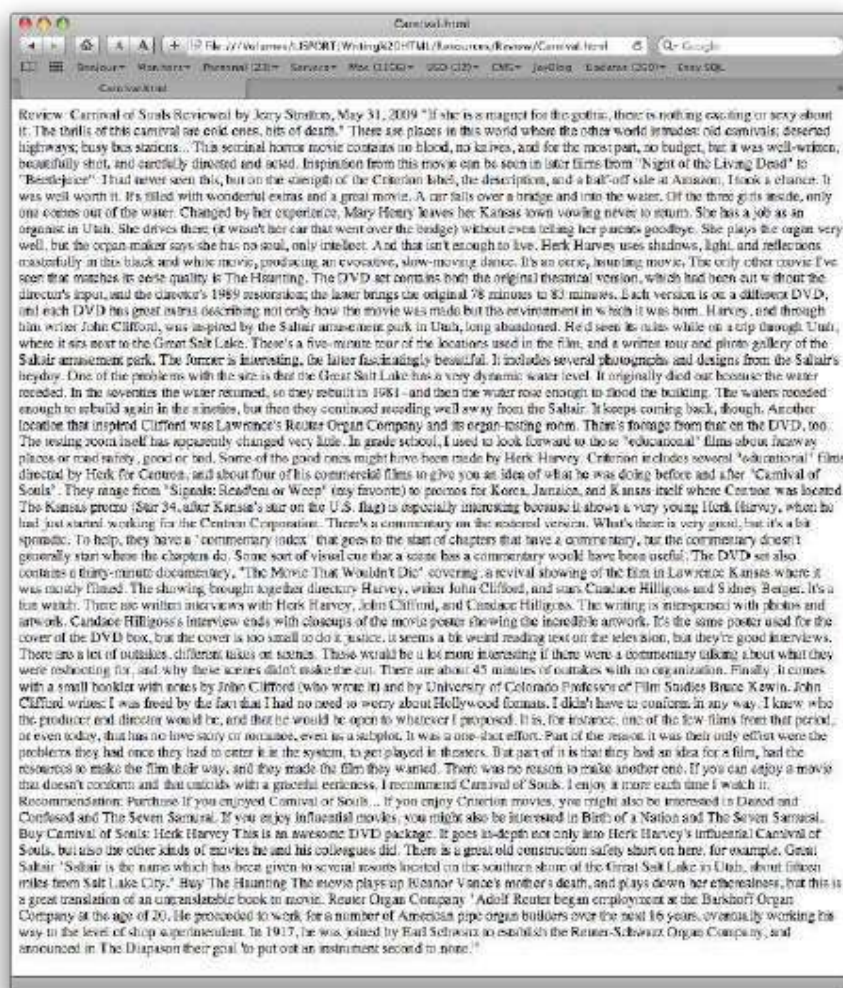 Carnival.html
File:///Volumes/LISPORT/Writing%20HTML/Resources/Review/Carnival.html Google
Bonjour Personal (23) Servers Mac (1106) CMS JoyBlog Easy SQL
Carnival.html
Review: Carnival of Souls Reviewed by Jerry Stratton, May 31, 2009 "If she is a magnet for the gothic, there is nothing exciting or sexy about
it. The thrills of this carnival are cold ones, bits of death." There are places in this world where the other world intrudes: old carnivals; deserted
highways; busy bus stations... This seminal horror movie contains no blood, no knives, and for the most part, no budget, but it was well-written,
beautifully shot, and carefully directed and acted. Inspiration from this movie can be seen in later films from "Night of the Living Dead" to
"Beetlejuice". I had never seen this, but on the strength of the Criterion label, the description, and a half-off sale at Amazon, I took a chance. It
was well worth it. It's filled with wonderful extras and a great movie. A car falls over a bridge and into the water. Of the three girls inside, only
one comes out of the water. Changed by her experience, Mary Henry leaves her Kansas town vowing never to return. She has a job as an
organist in Utah. She drives there (it wasn't her car that went over the bridge) without even telling her parents goodbye. She plays the organ very
well, but the organ-maker says she has no soul, only intellect. And that isn't enough to live. Herk Harvey uses shadows, light, and reflections
masterfully in this black and white movie, producing an evocative, slow-moving dance. It's an eerie, haunting movie. The only other movie I've
seen that matches its eerie quality is The Haunting. The DVD set contains both the original theatrical version, which had been cut without the
director's input, and the director's 1989 restoration; the latter brings the original 78 minutes to 83 minutes. Each version is on a different DVD,
and each DVD has great extras describing not only how the movie was made but the environment in which it was born. Harvey, and through
him writer John Clifford, was inspired by the Saltair amusement park in Utah, long abandoned. He'd seen its ruins while on a trip through Utah,
where it sits next to the Great Salt Lake. There's a five-minute tour of the locations used in the film, and a written tour and photo gallery of the
Saltair amusement park. The former is interesting, the latter fascinatingly beautiful. It includes several photographs and designs from the Saltair's
heyday. One of the problems with the site is that the Great Salt Lake has a very dynamic water level. It originally died out because the water
receded. In the seventies the water returned, so they rebuilt in 1981--and then the water rose enough to flood the building. The waters receded
enough to rebuild again in the nineties, but then they continued receding well away from the Saltair. It keeps coming back, though. Another
location that inspired Clifford was Lawrence's Reuter Organ Company and its organ-testing room. There's footage from that on the DVD, too.
The testing room itself has apparently changed very little. In grade school, I used to look forward to those "educational" films about faraway
places or road safety, good or bad. Some of the good ones might have been made by Herk Harvey. Criterion includes several "educational" films
directed by Herk for Centron, and about four of his commercial films to give you an idea of what he was doing before and after "Carnival of
Souls". They range from "Signals: Read'em or Weep" (my favorite) to promos for Korea, Jamaica, and Kansas itself where Centron was located.
The Kansas promo (Star 34, after Kansas's star on the U.S. flag) is especially interesting because it shows a very young Herk Harvey, when he
had just started working for the Centron Corporation. There's a commentary on the restored version. What's there is very good, but it's a bit
sporadic. To help, they have a "commentary index" that goes to the start of chapters that have a commentary, but the commentary doesn't
generally start where the chapters do. Some sort of visual cue that a scene has a commentary would have been useful. The DVD set also
contains a thirty-minute documentary, "The Movie That Wouldn't Die" covering, a revival showing of the film in Lawrence Kansas where it
was mostly filmed. The showing brought together directory Harvey, writer John Clifford, and stars Candace Hilligoss and Sidney Berger. It's a
fun watch. There are written interviews with Herk Harvey, John Clifford, and Candace Hilligoss. The writing is interspersed with photos and
artwork. Candace Hilligoss's interview ends with closeups of the movie poster showing the incredible artwork. It's the same poster used for the
cover of the DVD box, but the cover is too small to do it justice. it seems a bit weird reading text on the television, but they're good interviews.
There are a lot of outtakes, different takes on scenes. These would be a lot more interesting if there were a commentary talking about what they
were reshooting for, and why these scenes didn't make the cut. There are about 45 minutes of outtakes with no organization. Finally, it comes
with a small booklet with notes by John Clifford (who wrote it) and by University of Colorado Professor of Film Studies Bruce Kawin. John
Clifford writes: I was freed by the fact that I had no need to worry about Hollywood formats. I didn't have to conform in any way. I knew who
the producer and director would be, and that he would be open to whatever I proposed. It is, for instance, one of the few films from that period,
or even today, that has no love story or romance, even as a subplot. It was a one-shot effort. Part of the reason it was their only effort were the
problems they had once they had to enter it in the system, to get played in theaters. But part of it is that they had an idea for a film, had the
resources to make the film their way, and they made the film they wanted. There was no reason to make another one. If you can enjoy a movie
that doesn't conform and that unfolds with a graceful eerieness, I recommend Carnival of Souls. I enjoy it more each time I watch it.
Recommendation: Purchase If you enjoyed Carnival of Souls... If you enjoy Criterion movies, you might also be interested in Dazed and
Confused and The Seven Samurai. If you enjoy influential movies, you might also be interested in Birth of a Nation and The Seven Samurai.
Buy Carnival of Souls: Herk Harvey This is an awesome DVD package. It goes in-depth not only into Herk Harvey's influential Carnival of
Souls, but also the other kinds of movies he and his colleagues did. There is a great old construction safety short on here, for example. Great
Saltair "Saltair is the name which has been given to several resorts located on the southern shore of the Great Salt Lake in Utah, about fifteen
miles from Salt Lake City." Buy The Haunting The movie plays up Eleanor Vance's mother's death, and plays down her etherealness, but this is
a great translation of an untranslatable book to movie. Reuter Organ Company "Adolf Reuter began employment at the Barkhoff Organ
Company at the age of 20. He proceeded to work for a number of American pipe organ builders over the next 16 years, eventually working his
way to the level of shop superintendent. In 1917, he was joined by Earl Schwarz to establish the Reuter-Schwarz Organ Company, and
announced in The Diapason their goal 'to put out an instrument second to none.'"